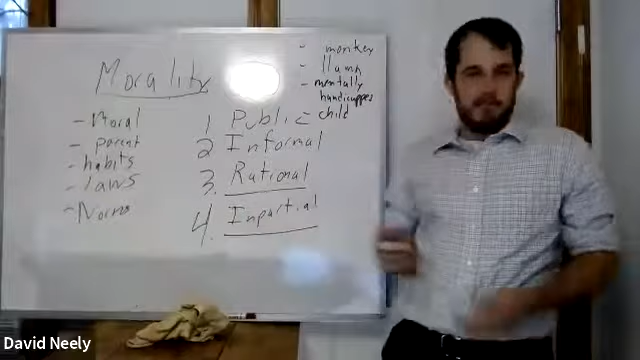 Morality
- Moral
- parent
- habits
- laws
- Norms
1 Public
2 Informal
3. Rational
4. Inpartial
- monkey
- llama
- mentally
handicapped
- child
David Neely